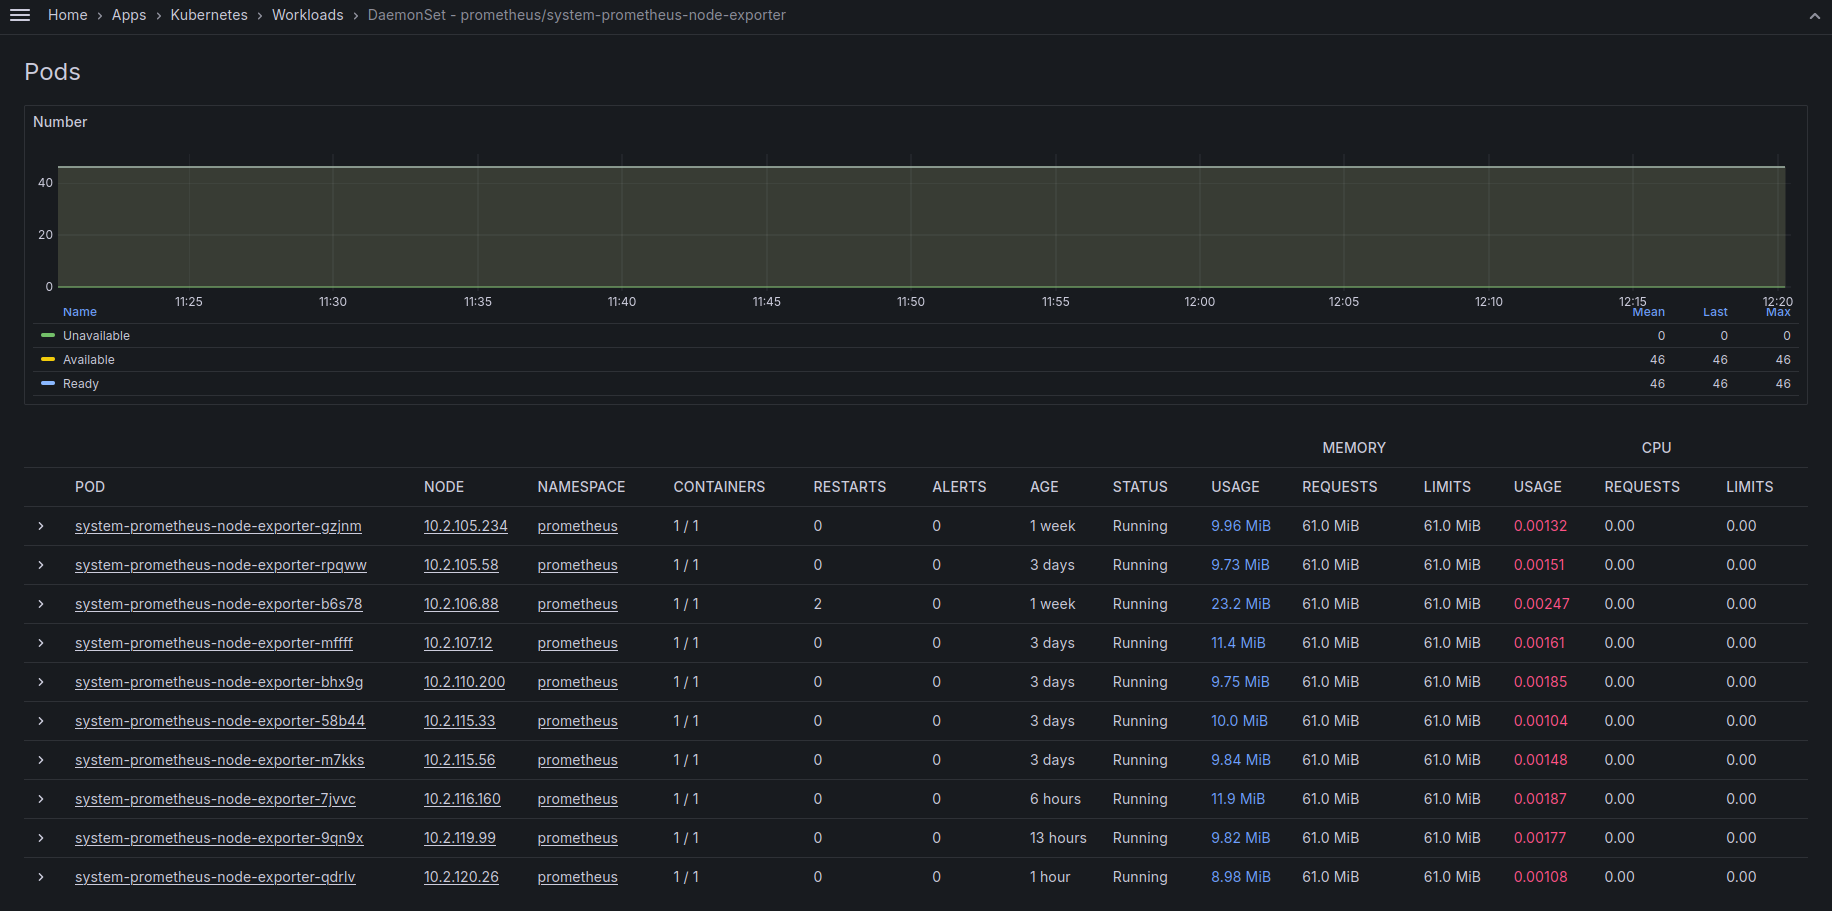 Home › Apps › Kubernetes › Workloads › DaemonSet - prometheus/system-prometheus-node-exporter
Pods
Number
40
20
0
11:25 11:30 11:35 11:40 11:45 11:50 11:55 12:00 12:05 12:10 12:15 12:20
Name Mean Last Max
Unavailable 0 0 0
Available 46 46 46
Ready 46 46 46
MEMORY CPU
POD NODE NAMESPACE CONTAINERS RESTARTS ALERTS AGE STATUS USAGE REQUESTS LIMITS USAGE REQUESTS LIMITS
system-prometheus-node-exporter-gzjnm 10.2.105.234 prometheus 1 / 1 0 0 1 week Running 9.96 MiB 61.0 MiB 61.0 MiB 0.00132 0.00 0.00
system-prometheus-node-exporter-rpqww 10.2.105.58 prometheus 1 / 1 0 0 3 days Running 9.73 MiB 61.0 MiB 61.0 MiB 0.00151 0.00 0.00
system-prometheus-node-exporter-b6s78 10.2.106.88 prometheus 1 / 1 2 0 1 week Running 23.2 MiB 61.0 MiB 61.0 MiB 0.00247 0.00 0.00
system-prometheus-node-exporter-mffff 10.2.107.12 prometheus 1 / 1 0 0 3 days Running 11.4 MiB 61.0 MiB 61.0 MiB 0.00161 0.00 0.00
system-prometheus-node-exporter-bhx9g 10.2.110.200 prometheus 1 / 1 0 0 3 days Running 9.75 MiB 61.0 MiB 61.0 MiB 0.00185 0.00 0.00
system-prometheus-node-exporter-58b44 10.2.115.33 prometheus 1 / 1 0 0 3 days Running 10.0 MiB 61.0 MiB 61.0 MiB 0.00104 0.00 0.00
system-prometheus-node-exporter-m7kks 10.2.115.56 prometheus 1 / 1 0 0 3 days Running 9.84 MiB 61.0 MiB 61.0 MiB 0.00148 0.00 0.00
system-prometheus-node-exporter-7jvvc 10.2.116.160 prometheus 1 / 1 0 0 6 hours Running 11.9 MiB 61.0 MiB 61.0 MiB 0.00187 0.00 0.00
system-prometheus-node-exporter-9qn9x 10.2.119.99 prometheus 1 / 1 0 0 13 hours Running 9.82 MiB 61.0 MiB 61.0 MiB 0.00177 0.00 0.00
system-prometheus-node-exporter-qdrlv 10.2.120.26 prometheus 1 / 1 0 0 1 hour Running 8.98 MiB 61.0 MiB 61.0 MiB 0.00108 0.00 0.00